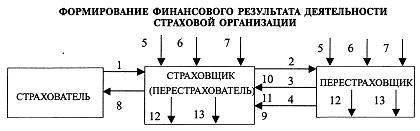 ФОРМИРОВАНИЕ ФИНАНСОВОГО РЕЗУЛЬТАТА ДЕЯТЕЛЬНОСТИ
СТРАХОВОЙ ОРГАНИЗАЦИИ
5 6 7 5 6 7
1 2
СТРАХОВАТЕЛЬ
СТРАХОВЩИК
(ПЕРЕСТРАХОВАТЕЛЬ)
10 3
ПЕРЕСТРАХОВЩИК
8
12 13
11 4
9
12 13